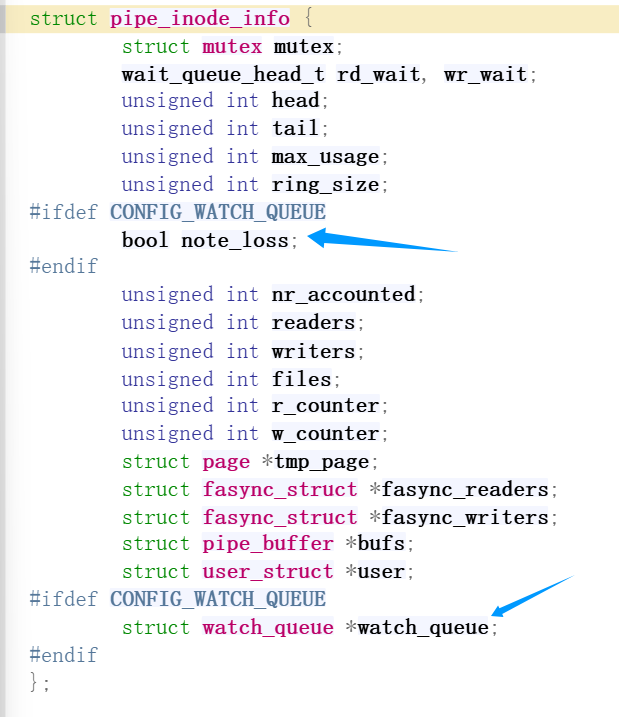 struct pipe_inode_info {
struct mutex mutex;
wait_queue_head_t rd_wait, wr_wait;
unsigned int head;
unsigned int tail;
unsigned int max_usage;
unsigned int ring_size;
#ifdef CONFIG_WATCH_QUEUE
bool note_loss;
#endif
unsigned int nr_accounted;
unsigned int readers;
unsigned int writers;
unsigned int files;
unsigned int r_counter;
unsigned int w_counter;
struct page *tmp_page;
struct fasync_struct *fasync_readers;
struct fasync_struct *fasync_writers;
struct pipe_buffer *bufs;
struct user_struct *user;
#ifdef CONFIG_WATCH_QUEUE
struct watch_queue *watch_queue;
#endif
};